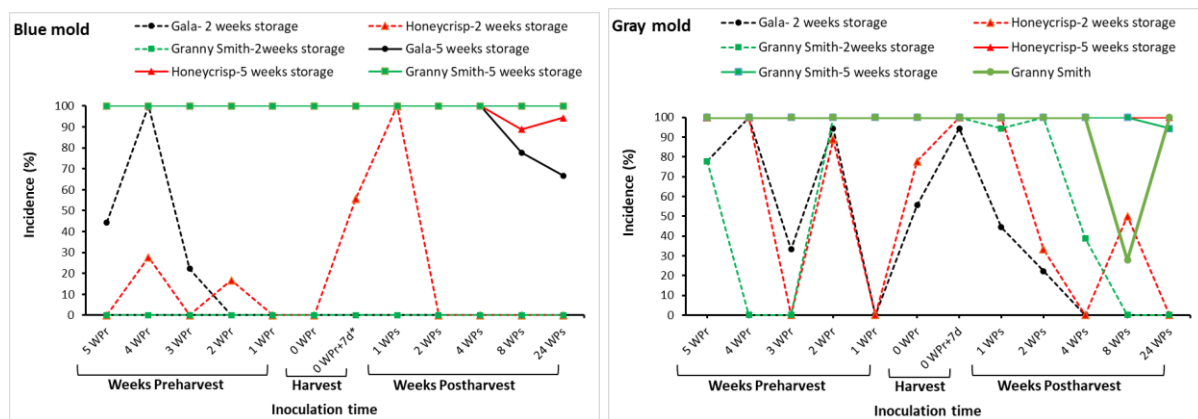 Blue mold
Gala- 2 weeks storage
Honeycrisp-2 weeks storage
Granny Smith-2weeks storage
Gala-5 weeks storage
Honeycrisp-5 weeks storage
Granny Smith-5 weeks storage
Incidence (%)
100
90
80
70
60
50
40
30
20
10
0
5 WPr
4 WPr
3 WPr
2 WPr
1 WPr
0 WPr
0 WPr+7d*
1 WPs
2 WPs
4 WPs
8 WPs
24 WPs
Weeks Preharvest
Harvest
Weeks Postharvest
Inoculation time
Gray mold
Gala- 2 weeks storage
Honeycrisp-2 weeks storage
Granny Smith-2weeks storage
Honeycrisp-5 weeks storage
Granny Smith-5 weeks storage
Granny Smith
Incidence (%)
100
90
80
70
60
50
40
30
20
10
0
5 WPr
4 WPr
3 WPr
2 WPr
1 WPr
0 WPr
0 WPr+7d
1 WPs
2 WPs
4 WPs
8 WPs
24 WPs
Weeks Preharvest
Harvest
Weeks Postharvest
Inoculation time